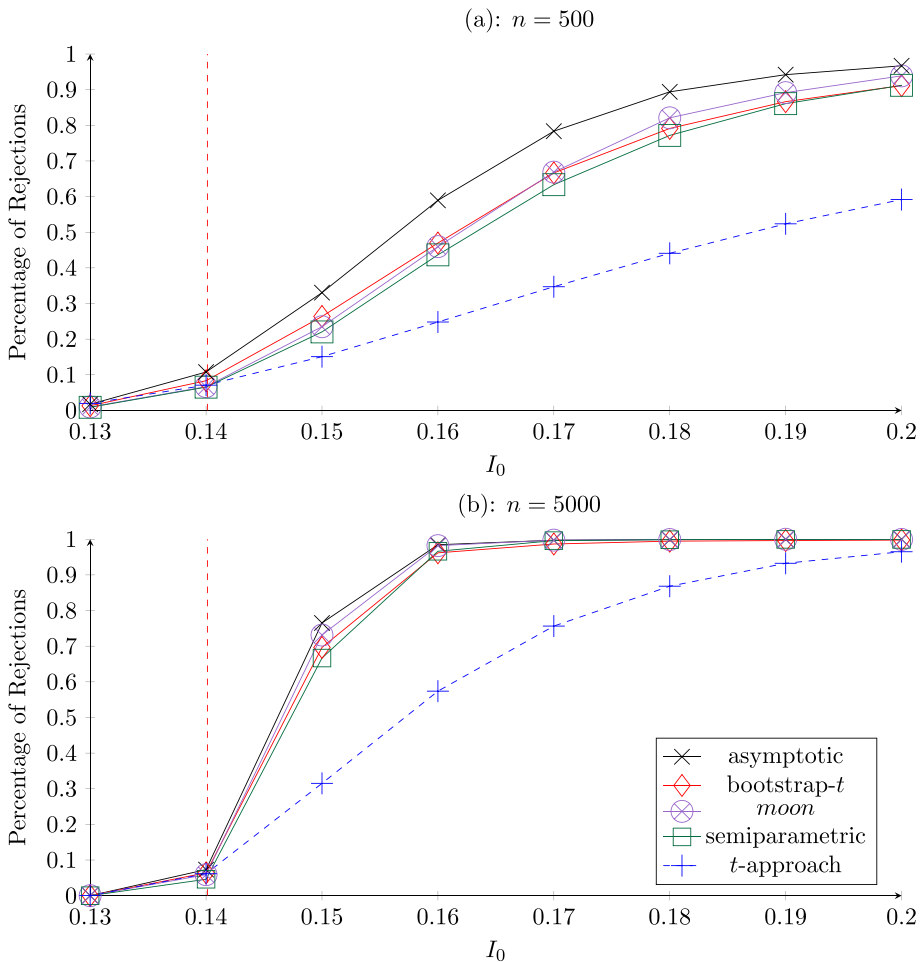 (a): n = 500
Percentage of Rejections
1
0.9
0.8
0.7
0.6
0.5
0.4
0.3
0.2
0.1
0
0.13 0.14 0.15 0.16 0.17 0.18 0.19 0.2
I0
(b): n = 5000
Percentage of Rejections
1
0.9
0.8
0.7
0.6
0.5
0.4
0.3
0.2
0.1
0
0.13 0.14 0.15 0.16 0.17 0.18 0.19 0.2
I0
asymptotic
bootstrap-t
moon
semiparametric
t-approach